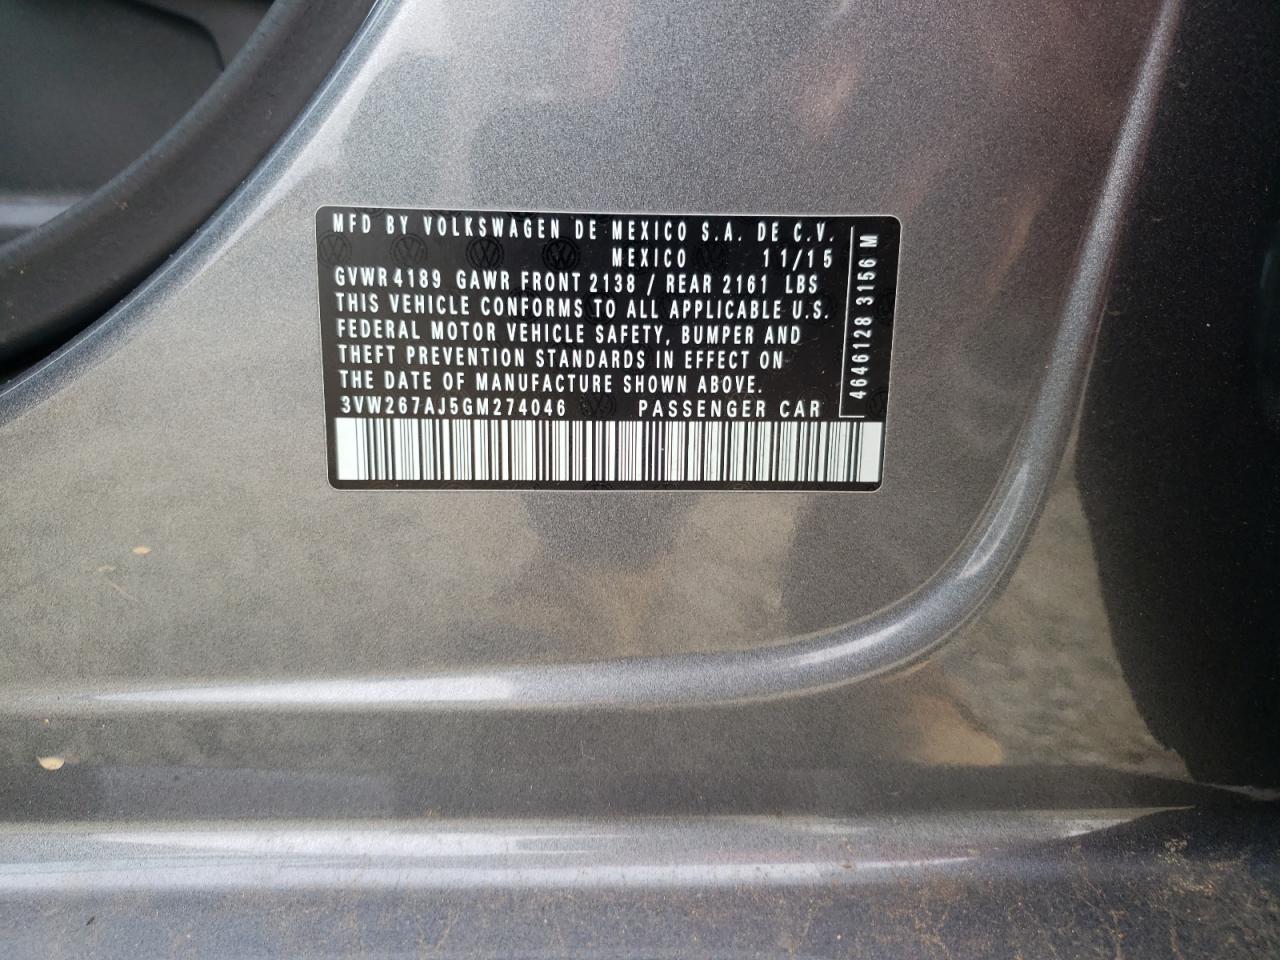 MFD BY VOLKSWAGEN DE MEXICO S.A. DE C.V.
MEXICO 11/15
GVWR 4189 GAWR FRONT 2138 / REAR 2161 LBS
THIS VEHICLE CONFORMS TO ALL APPLICABLE U.S.
FEDERAL MOTOR VEHICLE SAFETY, BUMPER AND
THEFT PREVENTION STANDARDS IN EFFECT ON
THE DATE OF MANUFACTURE SHOWN ABOVE.
3VW267AJ5GM274046 PASSENGER CAR
4646128 3156 M